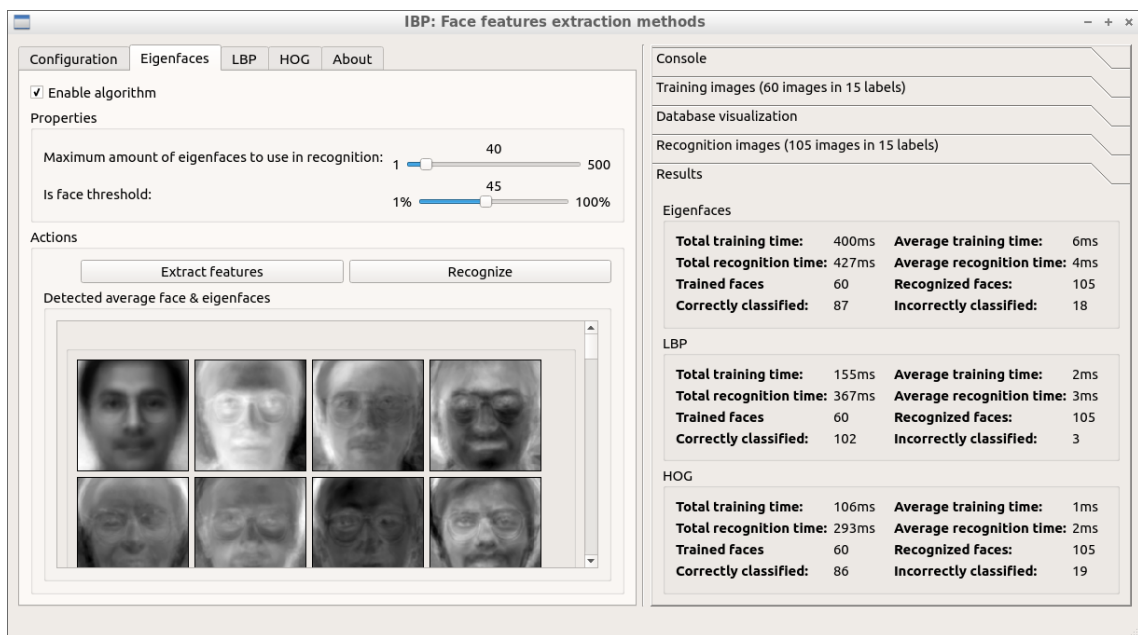 IBP: Face features extraction methods
Configuration Eigenfaces LBP HOG About
Enable algorithm
Properties
Maximum amount of eigenfaces to use in recognition: 1 40 500
Is face threshold: 1% 45 100%
Actions
Extract features Recognize
Detected average face & eigenfaces
Console
Training images (60 images in 15 labels)
Database visualization
Recognition images (105 images in 15 labels)
Results
Eigenfaces
Total training time: 400ms Average training time: 6ms
Total recognition time: 427ms Average recognition time: 4ms
Trained faces 60 Recognized faces: 105
Correctly classified: 87 Incorrectly classified: 18
LBP
Total training time: 155ms Average training time: 2ms
Total recognition time: 367ms Average recognition time: 3ms
Trained faces 60 Recognized faces: 105
Correctly classified: 102 Incorrectly classified: 3
HOG
Total training time: 106ms Average training time: 1ms
Total recognition time: 293ms Average recognition time: 2ms
Trained faces 60 Recognized faces: 105
Correctly classified: 86 Incorrectly classified: 19